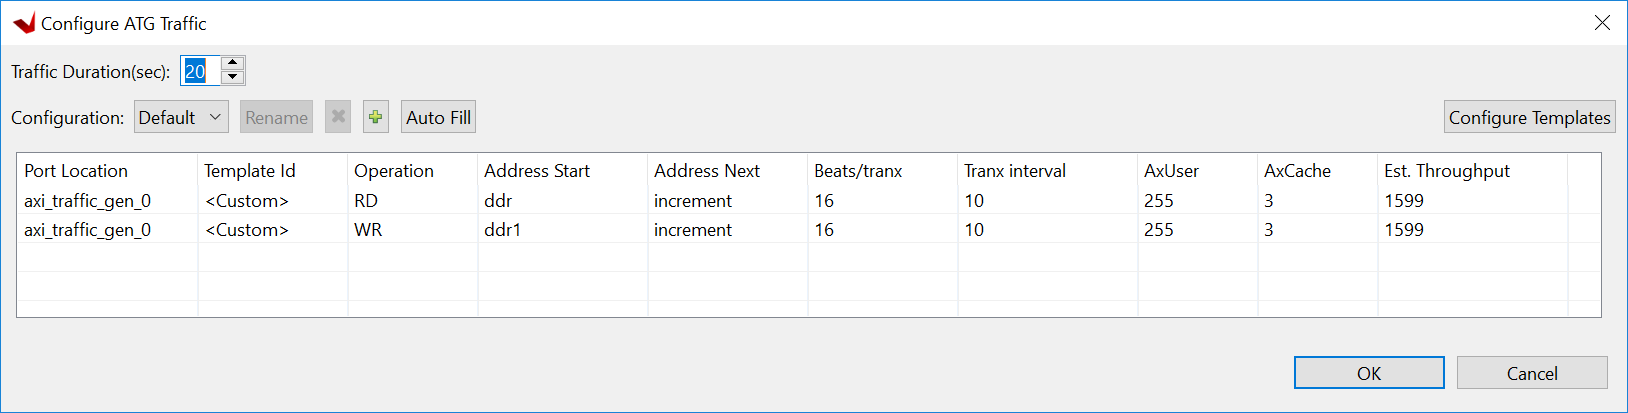 Configure ATG Traffic
Traffic Duration(sec): 20
Configuration: Default Rename Auto Fill Configure Templates
Port Location Template Id Operation Address Start Address Next Beats/tranx Tranx interval AxUser AxCache Est. Throughput
axi_traffic_gen_0 <Custom> RD ddr increment 16 10 255 3 1599
axi_traffic_gen_0 <Custom> WR ddr1 increment 16 10 255 3 1599
OK Cancel